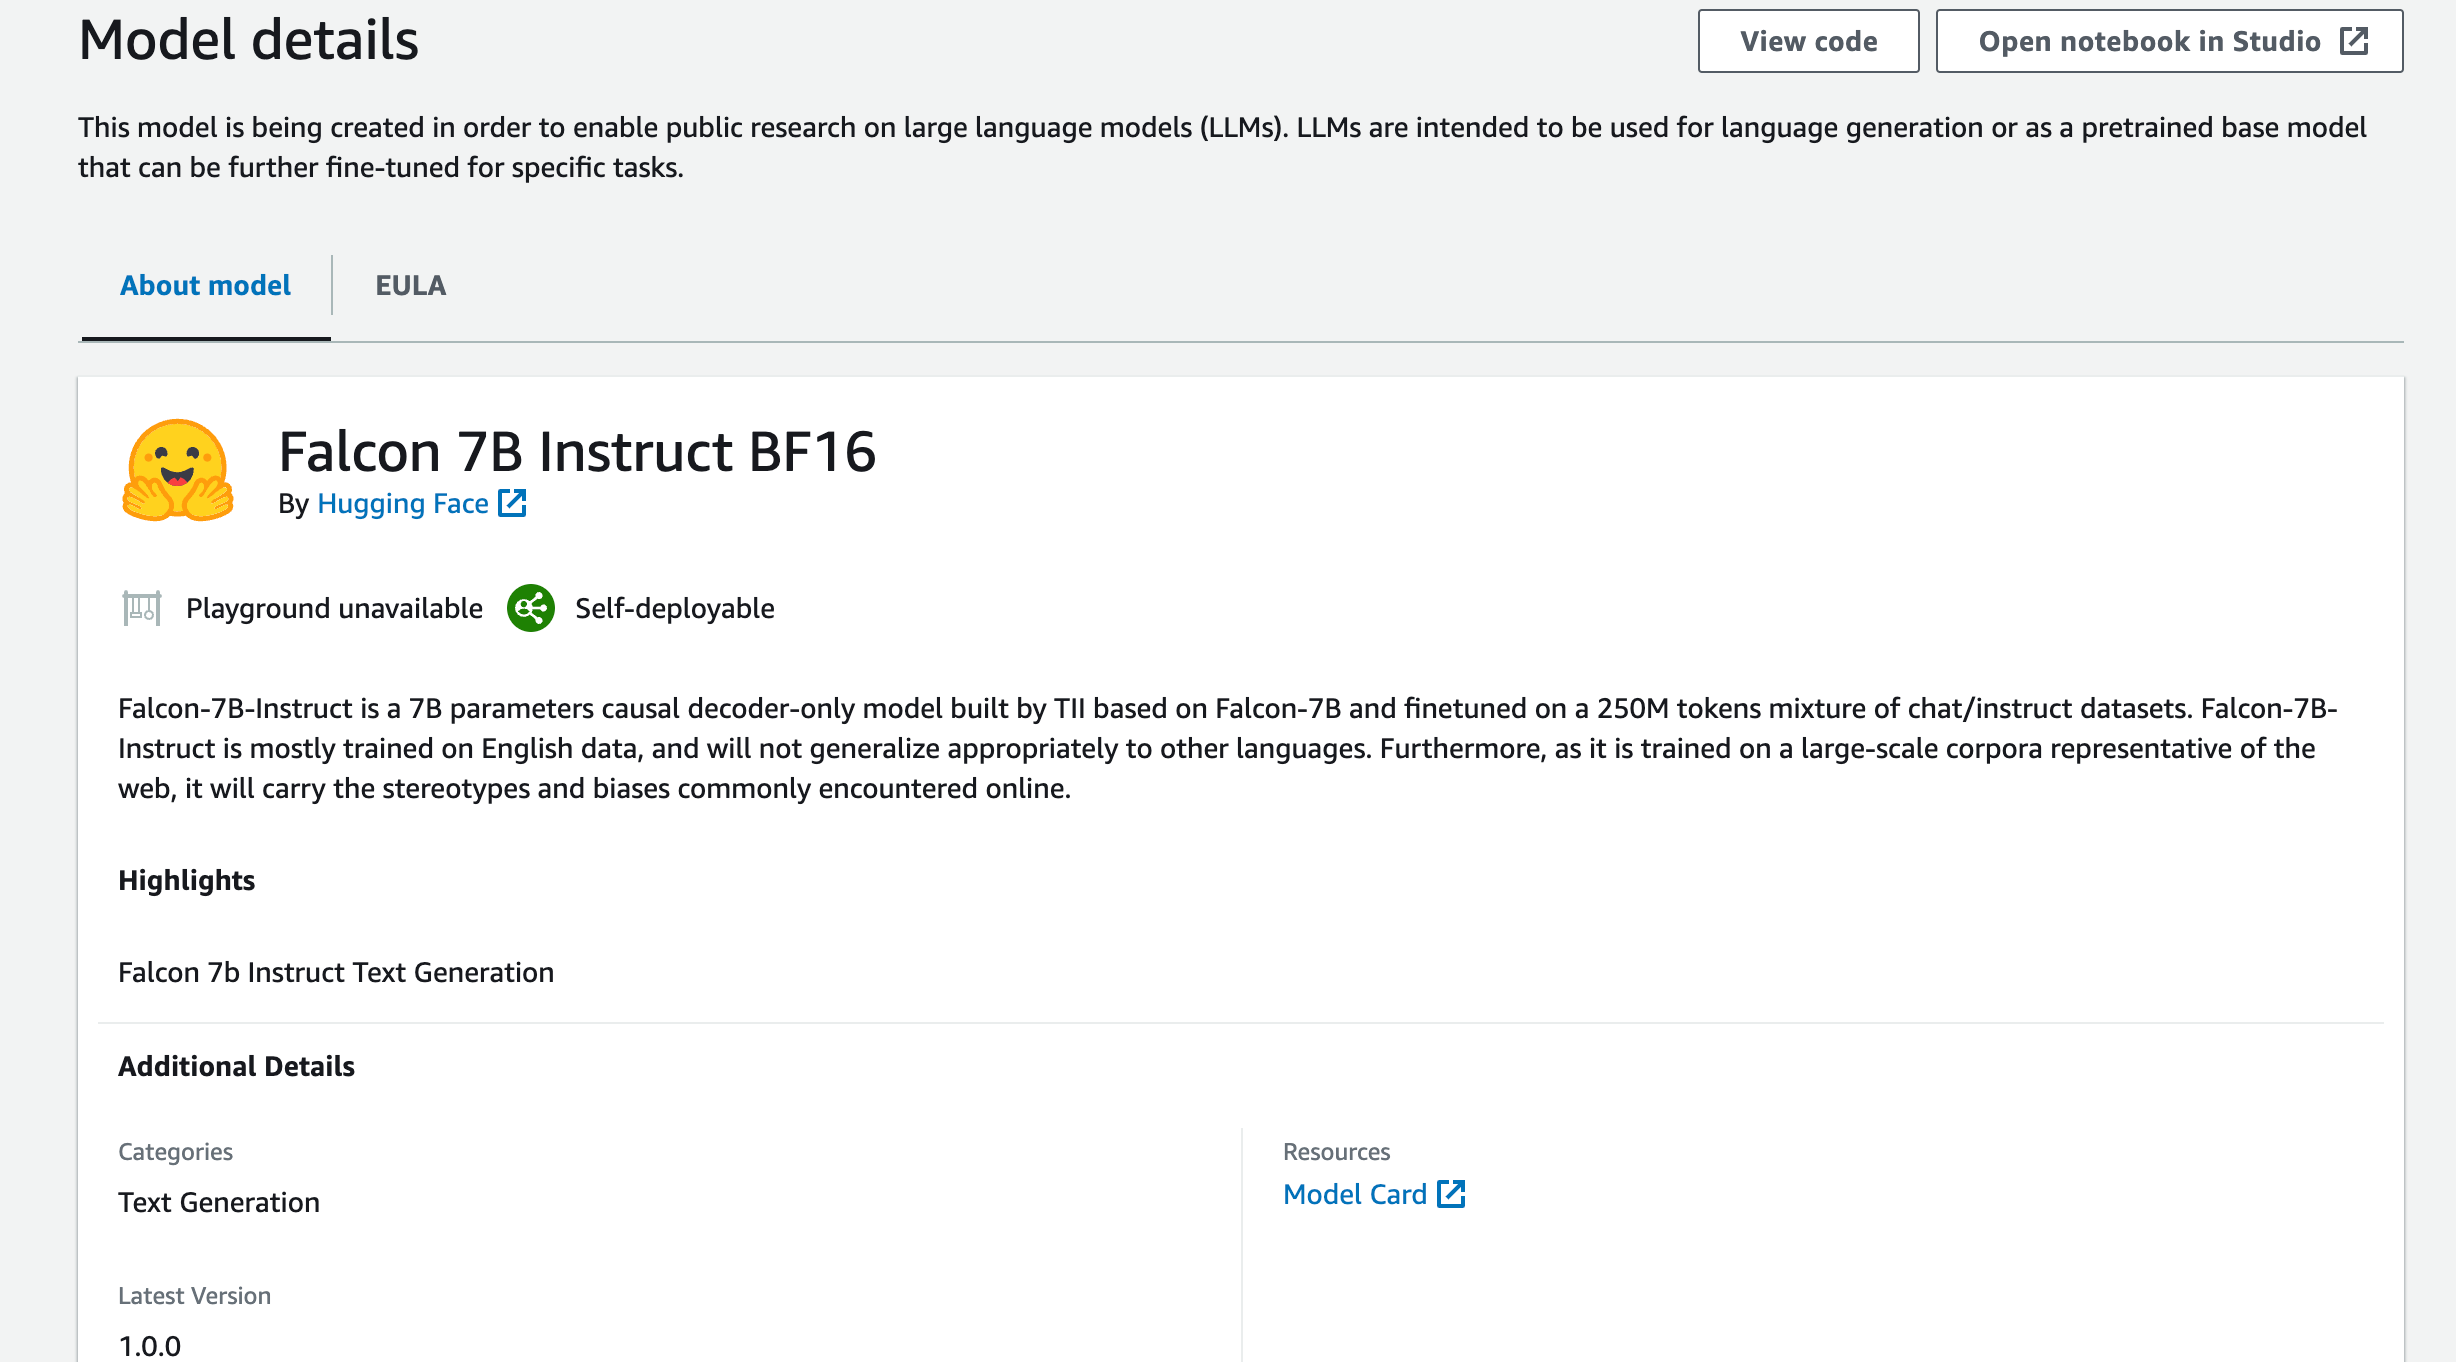 Model details
View code
Open notebook in Studio
This model is being created in order to enable public research on large language models (LLMs). LLMs are intended to be used for language generation or as a pretrained base model
that can be further fine-tuned for specific tasks.
About model
EULA
Falcon 7B Instruct BF16
By Hugging Face
Playground unavailable
Self-deployable
Falcon-7B-Instruct is a 7B parameters causal decoder-only model built by TII based on Falcon-7B and finetuned on a 250M tokens mixture of chat/instruct datasets. Falcon-7B-
Instruct is mostly trained on English data, and will not generalize appropriately to other languages. Furthermore, as it is trained on a large-scale corpora representative of the
web, it will carry the stereotypes and biases commonly encountered online.
Highlights
Falcon 7b Instruct Text Generation
Additional Details
Categories
Text Generation
Latest Version
1.0.0
Resources
Model Card